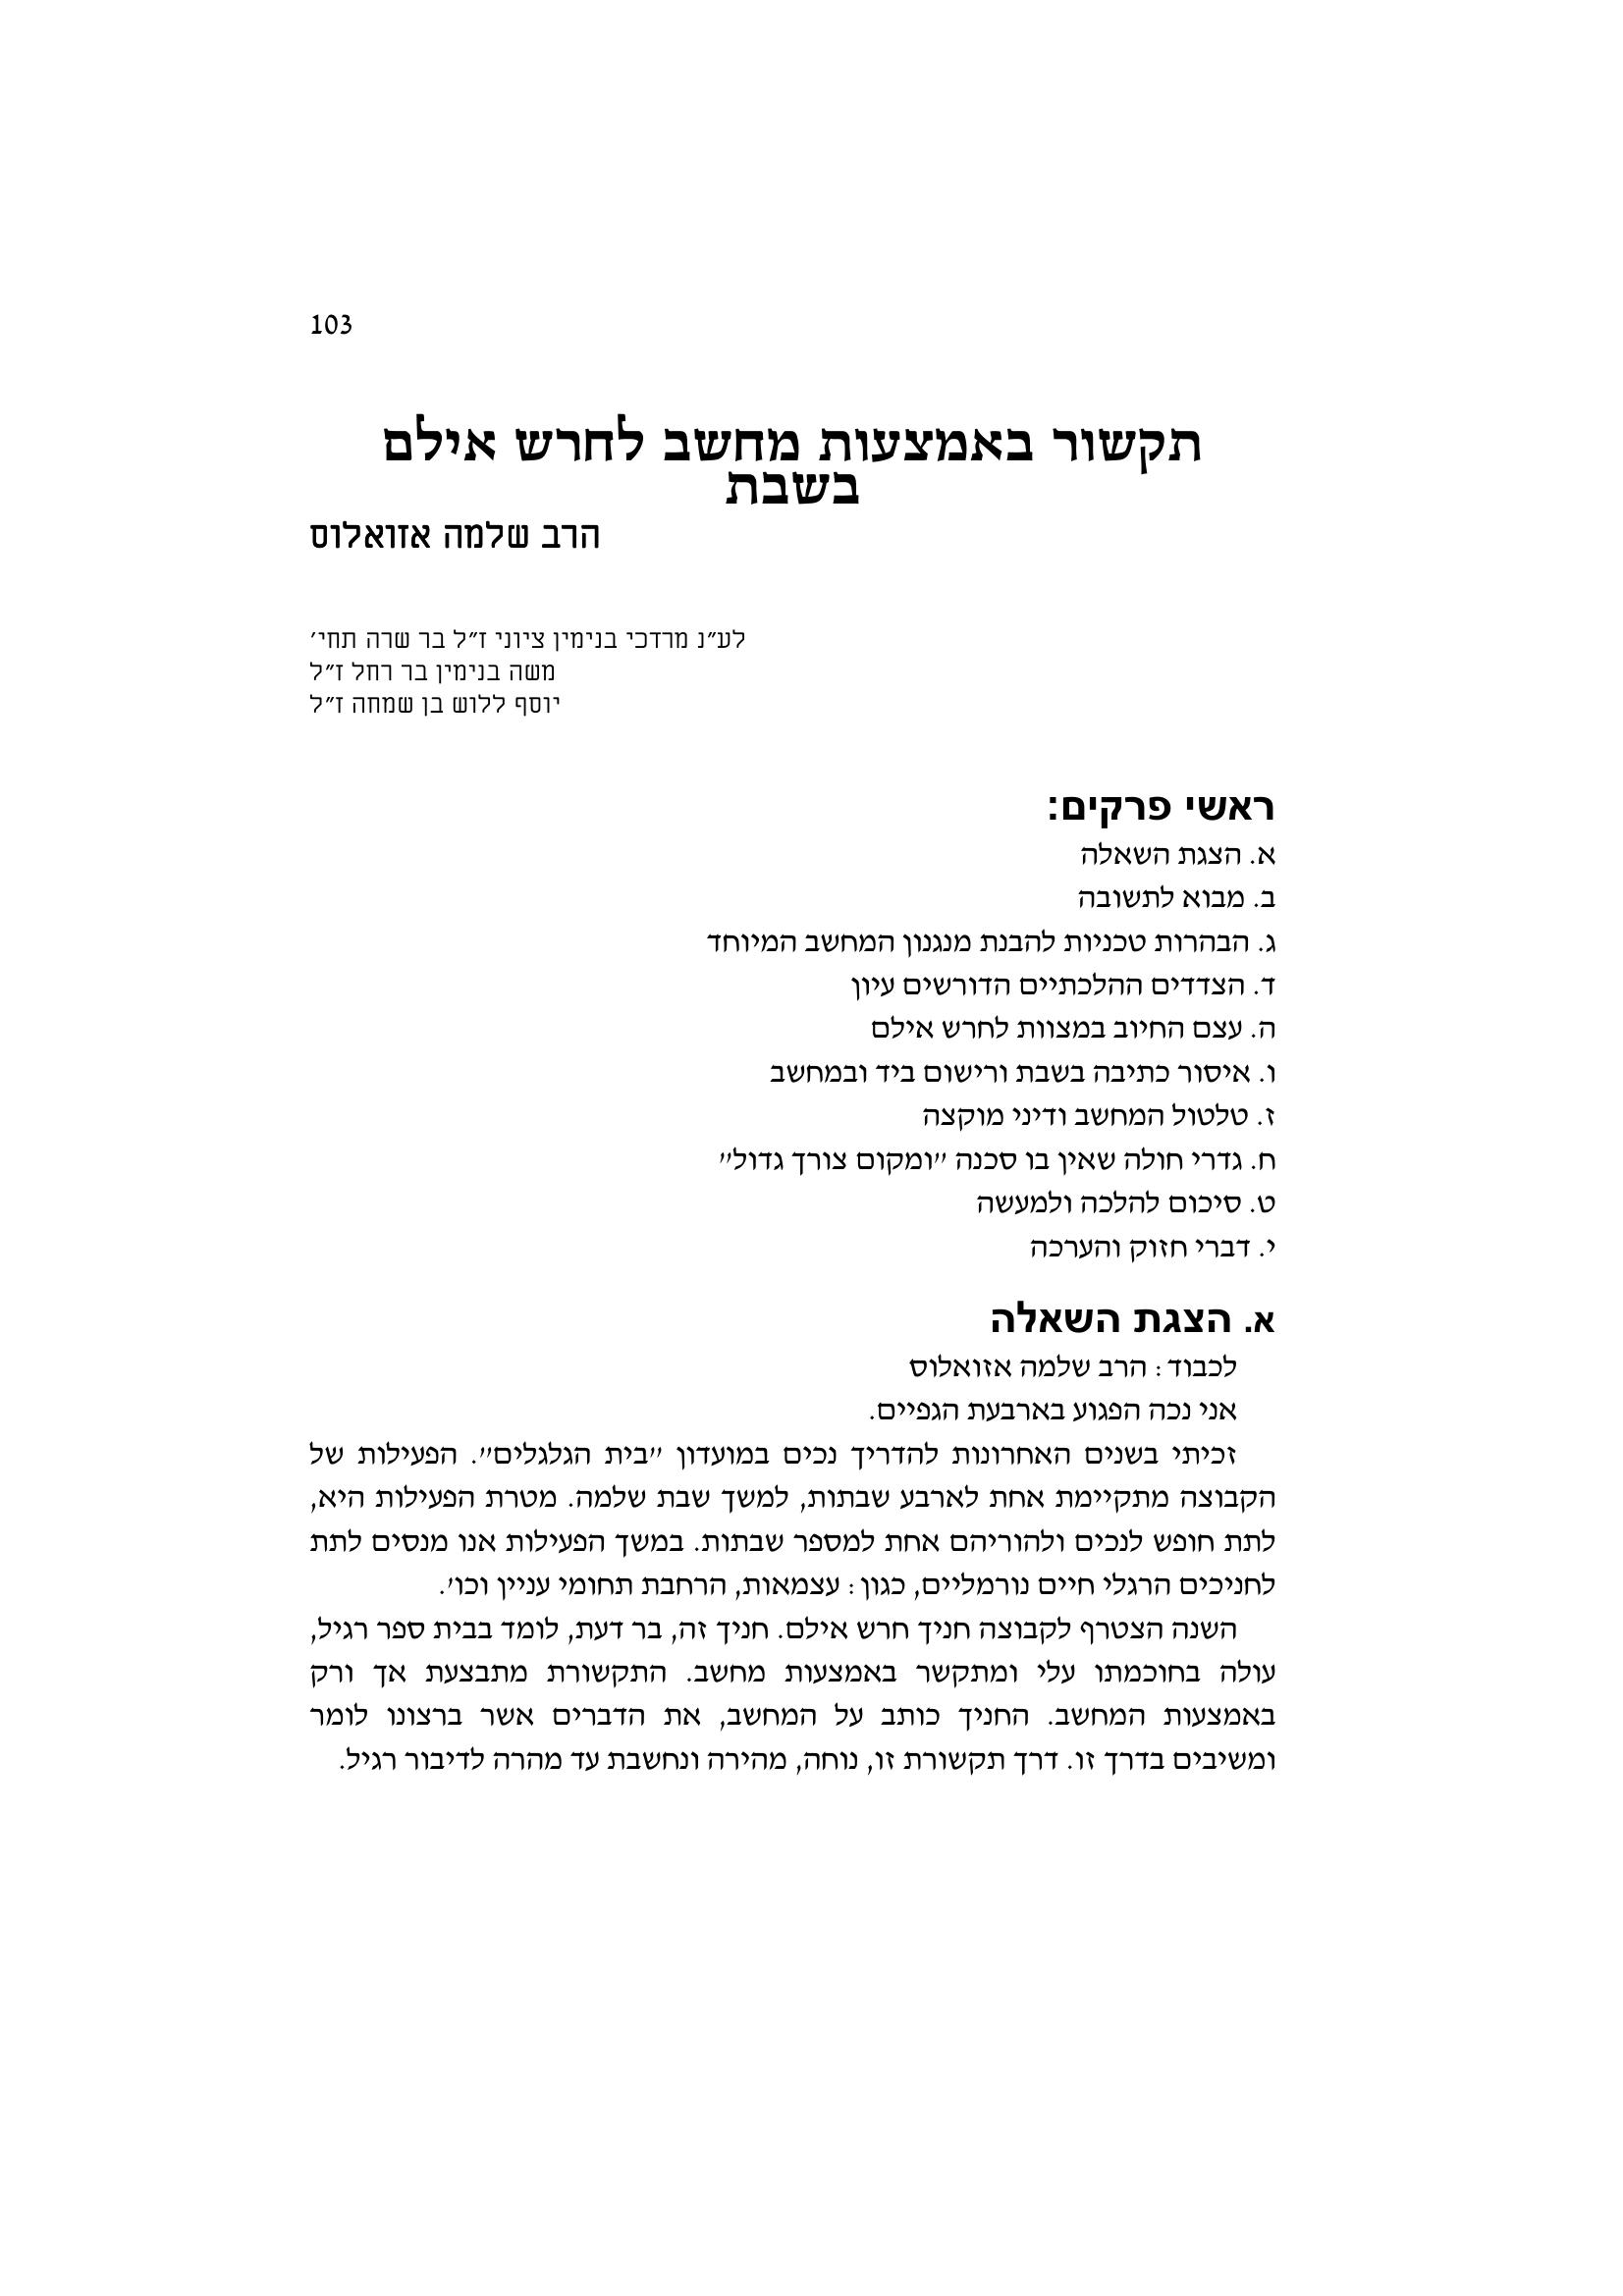 103
תקשור באמצעות מחשב לחרש אילם
בשבת
הרב שלמה אזואלוס
לע״נ מרדכי בנימין ציוני ז״ל בר שרה תחי׳
משה בנימין בר רחל ז״ל
יוסף ללוש בן שמחה ז״ל
ראשי פרקים:
א. הצגת השאלה
ב. מבוא לתשובה
ג. הבהרות טכניות להבנת מנגנון המחשב המיוחד
ד. הצדדים ההלכתיים הדורשים עיון
ה. עצם החיוב במצוות לחרש אילם
ו. איסור כתיבה בשבת ורישום ביד ובמחשב
ז. טלטול המחשב ודיני מוקצה
ח. גדרי חולה שאין בו סכנה ״ומקום צורך גדול״
ט. סיכום להלכה ולמעשה
י. דברי חזוק והערכה
א. הצגת השאלה
לכבוד: הרב שלמה אזואלוס
אני נכה הפגוע בארבעת הגפיים.
זכיתי בשנים האחרונות להדריך נכים במועדון ״בית הגלגלים״. הפעילות של
הקבוצה מתקיימת אחת לארבע שבתות, למשך שבת שלמה. מטרת הפעילות היא,
לתת חופש לנכים ולהוריהם אחת למספר שבתות. במשך הפעילות אנו מנסים לתת
לחניכים הרגלי חיים נורמליים, כגון: עצמאות, הרחבת תחומי עניין וכו׳.
השנה הצטרף לקבוצה חניך חרש אילם. חניך זה, בר דעת, לומד בבית ספר רגיל,
עולה בחוכמתו עלי ומתקשר באמצעות מחשב. התקשורת מתבצעת אך ורק
באמצעות המחשב. החניך כותב על המחשב, את הדברים אשר ברצונו לומר
ומשיבים בדרך זו. דרך תקשורת זו, נוחה, מהירה ונחשבת עד מהרה לדיבור רגיל.